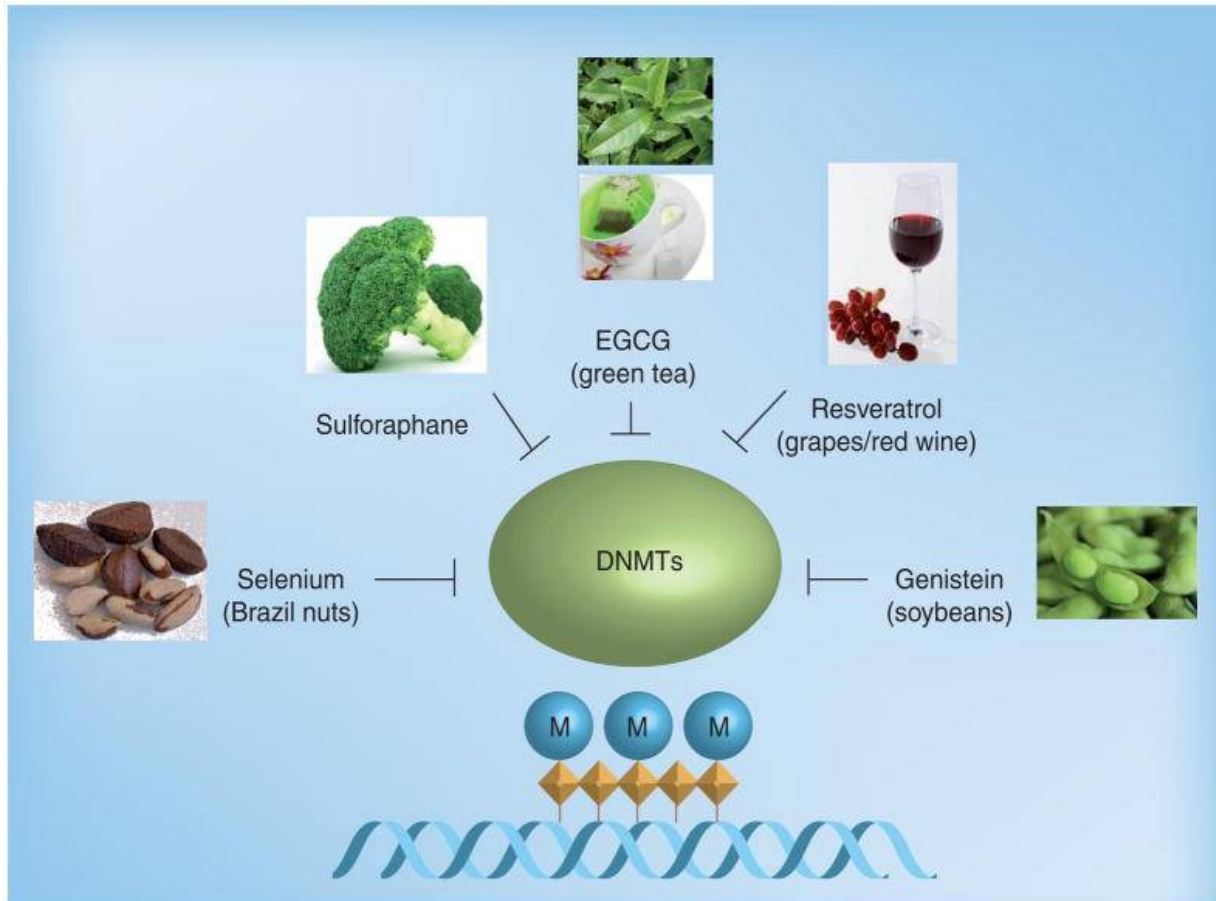 EGCG
(green tea)
Sulforaphane
Resveratrol
(grapes/red wine)
Selenium
(Brazil nuts)
DNMTs
Genistein
(soybeans)
M
M
M